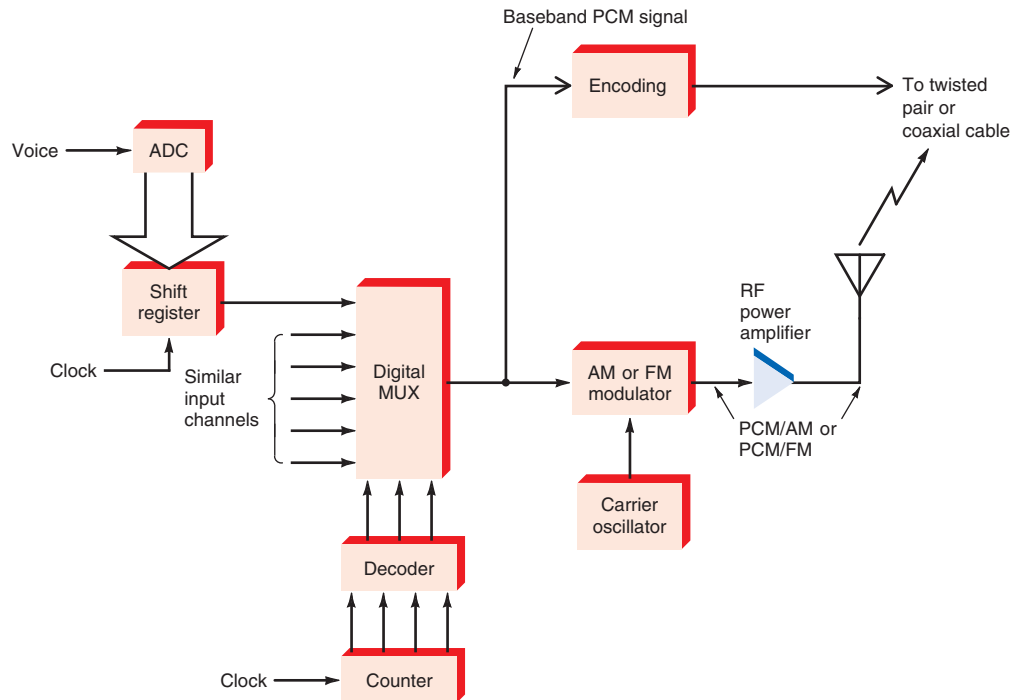 Baseband PCM signal
Encoding
To twisted
pair or
coaxial cable
Voice
ADC
Shift
register
Clock
Similar
input
channels
Digital
MUX
RF
power
amplifier
AM or FM
modulator
PCM/AM or
PCM/FM
Carrier
oscillator
Decoder
Clock
Counter